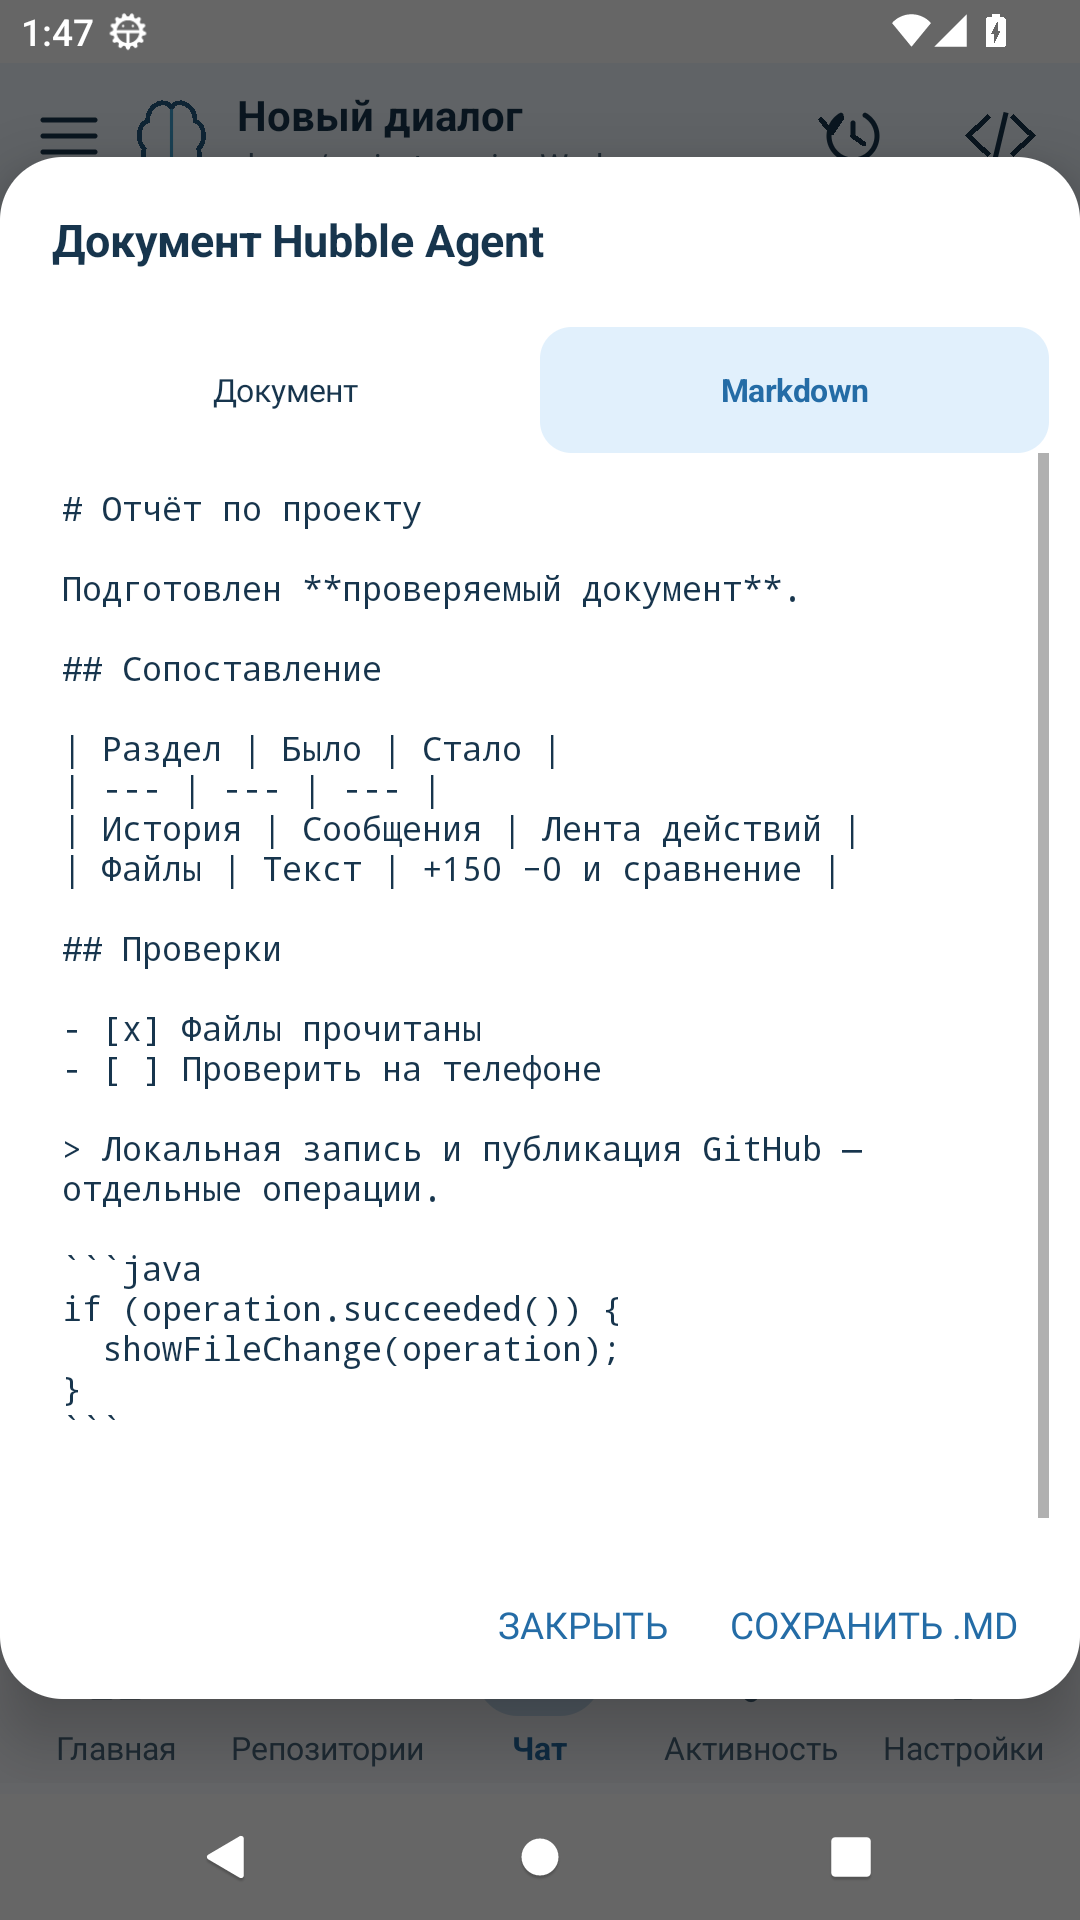 1:47
Новый диалог
Документ Hubble Agent
Документ
Markdown
# Отчёт по проекту
Подготовлен **проверяемый документ**.
## Сопоставление
| Раздел | Было | Стало |
| --- | --- | --- |
| История | Сообщения | Лента действий |
| Файлы | Текст | +150 −0 и сравнение |
## Проверки
- [x] Файлы прочитаны
- [ ] Проверить на телефоне
> Локальная запись и публикация GitHub —
отдельные операции.
```java
if (operation.succeeded()) {
  showFileChange(operation);
}
```
ЗАКРЫТЬ
СОХРАНИТЬ .MD
Главная
Репозитории
Чат
Активность
Настройки